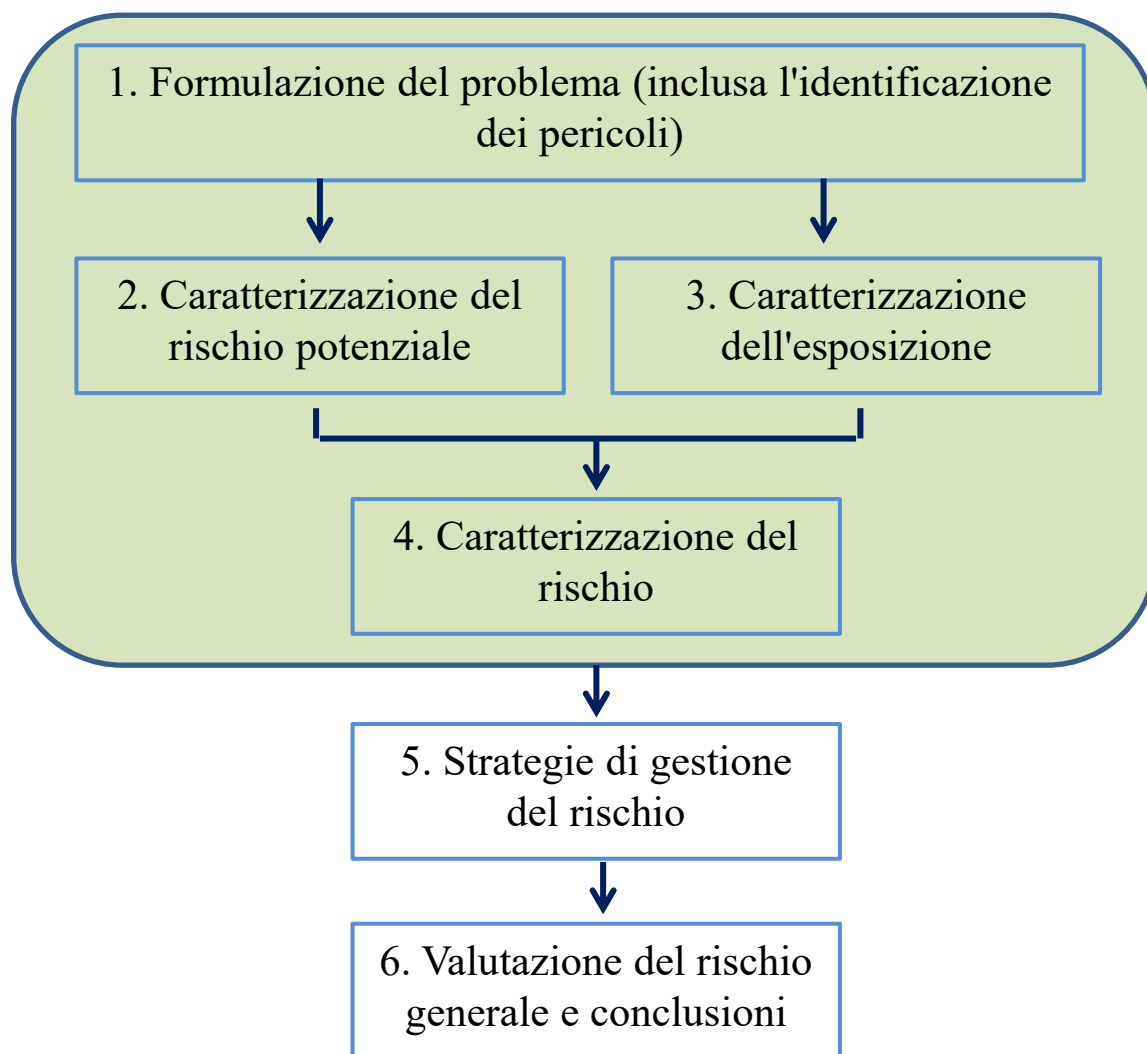 1. Formulazione del problema (inclusa l'identificazione
dei pericoli)
2. Caratterizzazione del
rischio potenziale
3. Caratterizzazione
dell'esposizione
4. Caratterizzazione del
rischio
5. Strategie di gestione
del rischio
6. Valutazione del rischio
generale e conclusioni